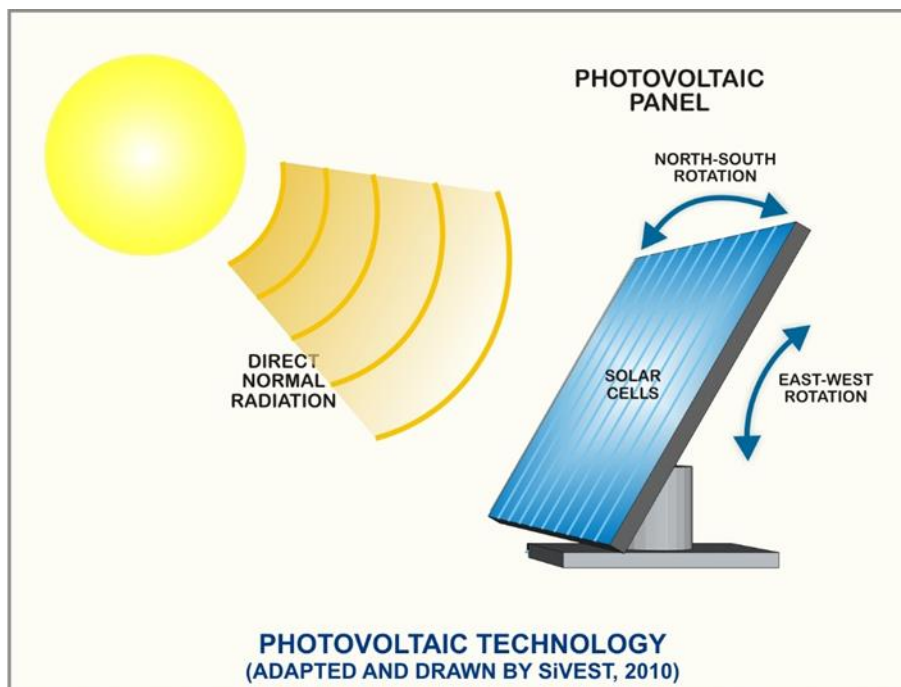 PHOTOVOLTAIC
PANEL
NORTH-SOUTH
ROTATION
DIRECT
NORMAL
RADIATION
SOLAR
CELLS
EAST-WEST
ROTATION
PHOTOVOLTAIC TECHNOLOGY
(ADAPTED AND DRAWN BY SiVEST, 2010)